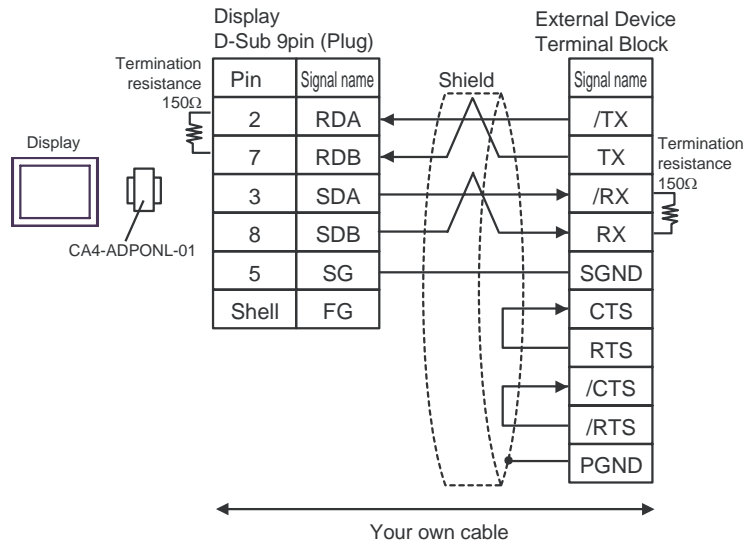 Display
D-Sub 9pin (Plug)
External Device
Terminal Block
Termination
resistance
150Ω
Pin Signal name
Shield
Signal name
2 RDA
/TX
7 RDB
TX
Termination
resistance
150Ω
Display
3 SDA
/RX
8 SDB
RX
CA4-ADPONL-01
5 SG
SGND
Shell FG
CTS
RTS
/CTS
/RTS
PGND
Your own cable